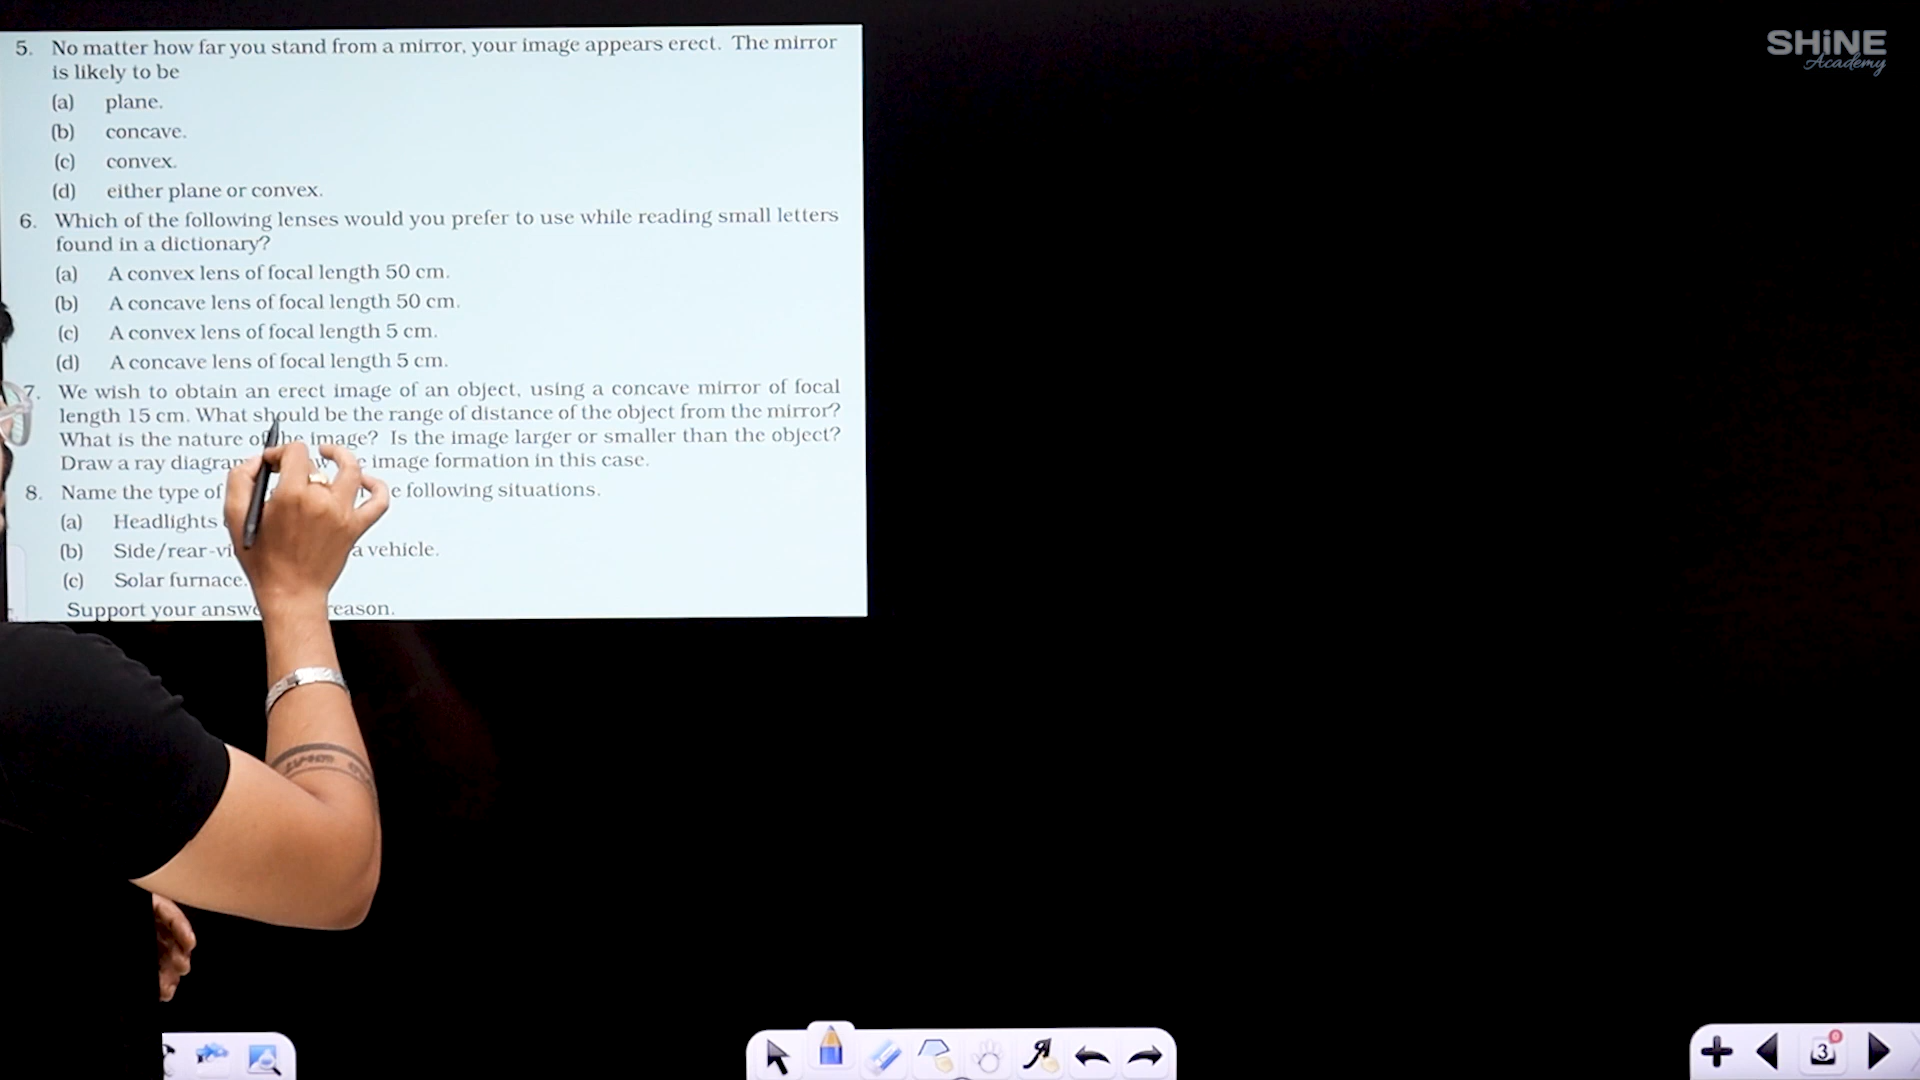 SHiNE
Academy
5. No matter how far you stand from a mirror, your image appears erect. The mirror
is likely to be
(a) plane.
(b) concave.
(c) convex.
(d) either plane or convex.
6. Which of the following lenses would you prefer to use while reading small letters
found in a dictionary?
(a) A convex lens of focal length 50 cm.
(b) A concave lens of focal length 50 cm.
(c) A convex lens of focal length 5 cm.
(d) A concave lens of focal length 5 cm.
7. We wish to obtain an erect image of an object, using a concave mirror of focal
length 15 cm. What should be the range of distance of the object from the mirror?
What is the nature of the image? Is the image larger or smaller than the object?
Draw a ray image formation in this case.
8. Name the type of following situations.
(a) Headlights
(b) a vehicle.
(c) Solar furnace.
Support your
3